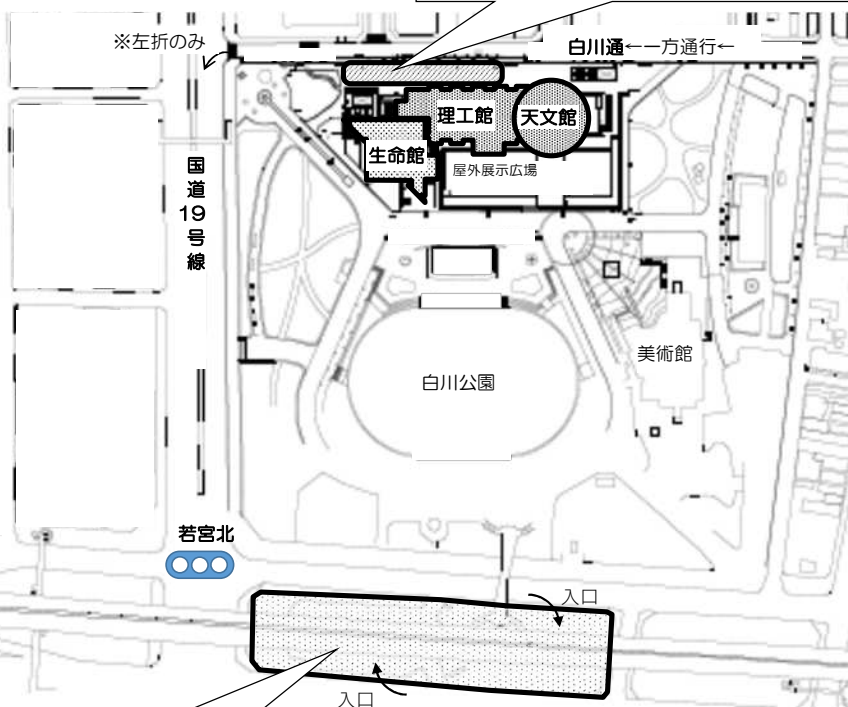 ※左折のみ
白川通←一方通行←
理工館
天文館
生命館
屋外展示広場
国道19号線
美術館
白川公園
若宮北
入口
入口